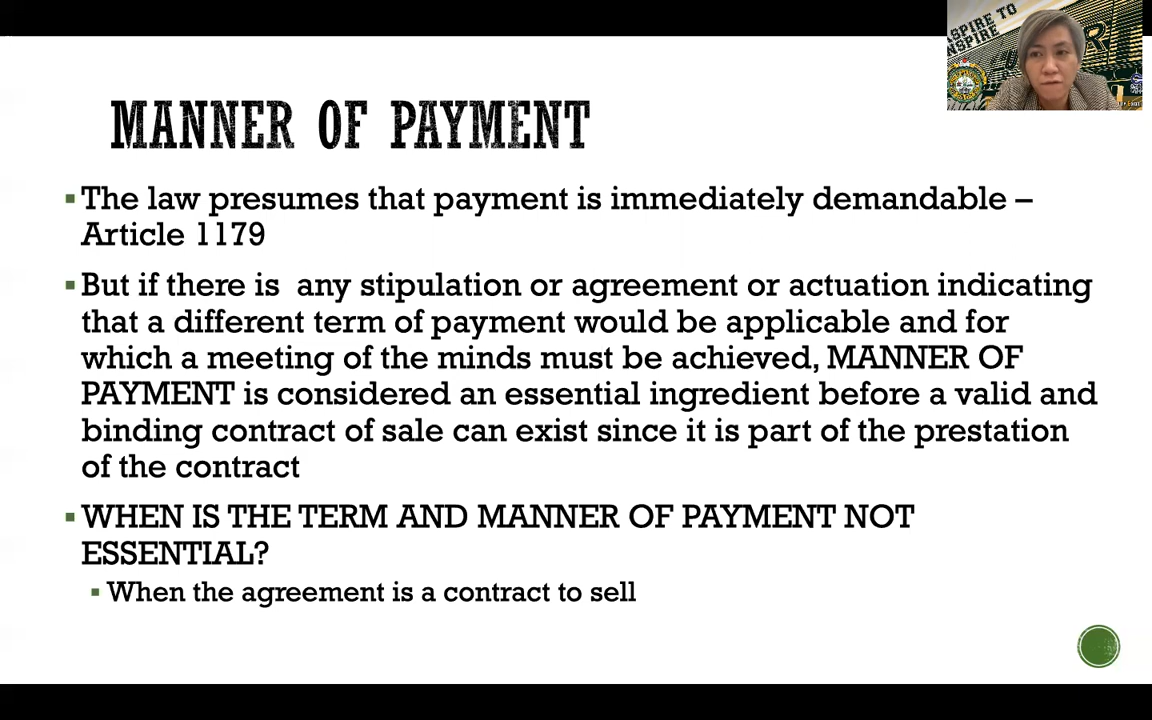 ASPIRE TO
INSPIRE
MANNER OF PAYMENT
The law presumes that payment is immediately demandable –
Article 1179
But if there is any stipulation or agreement or actuation indicating
that a different term of payment would be applicable and for
which a meeting of the minds must be achieved, MANNER OF
PAYMENT is considered an essential ingredient before a valid and
binding contract of sale can exist since it is part of the prestation
of the contract
WHEN IS THE TERM AND MANNER OF PAYMENT NOT
ESSENTIAL?
When the agreement is a contract to sell